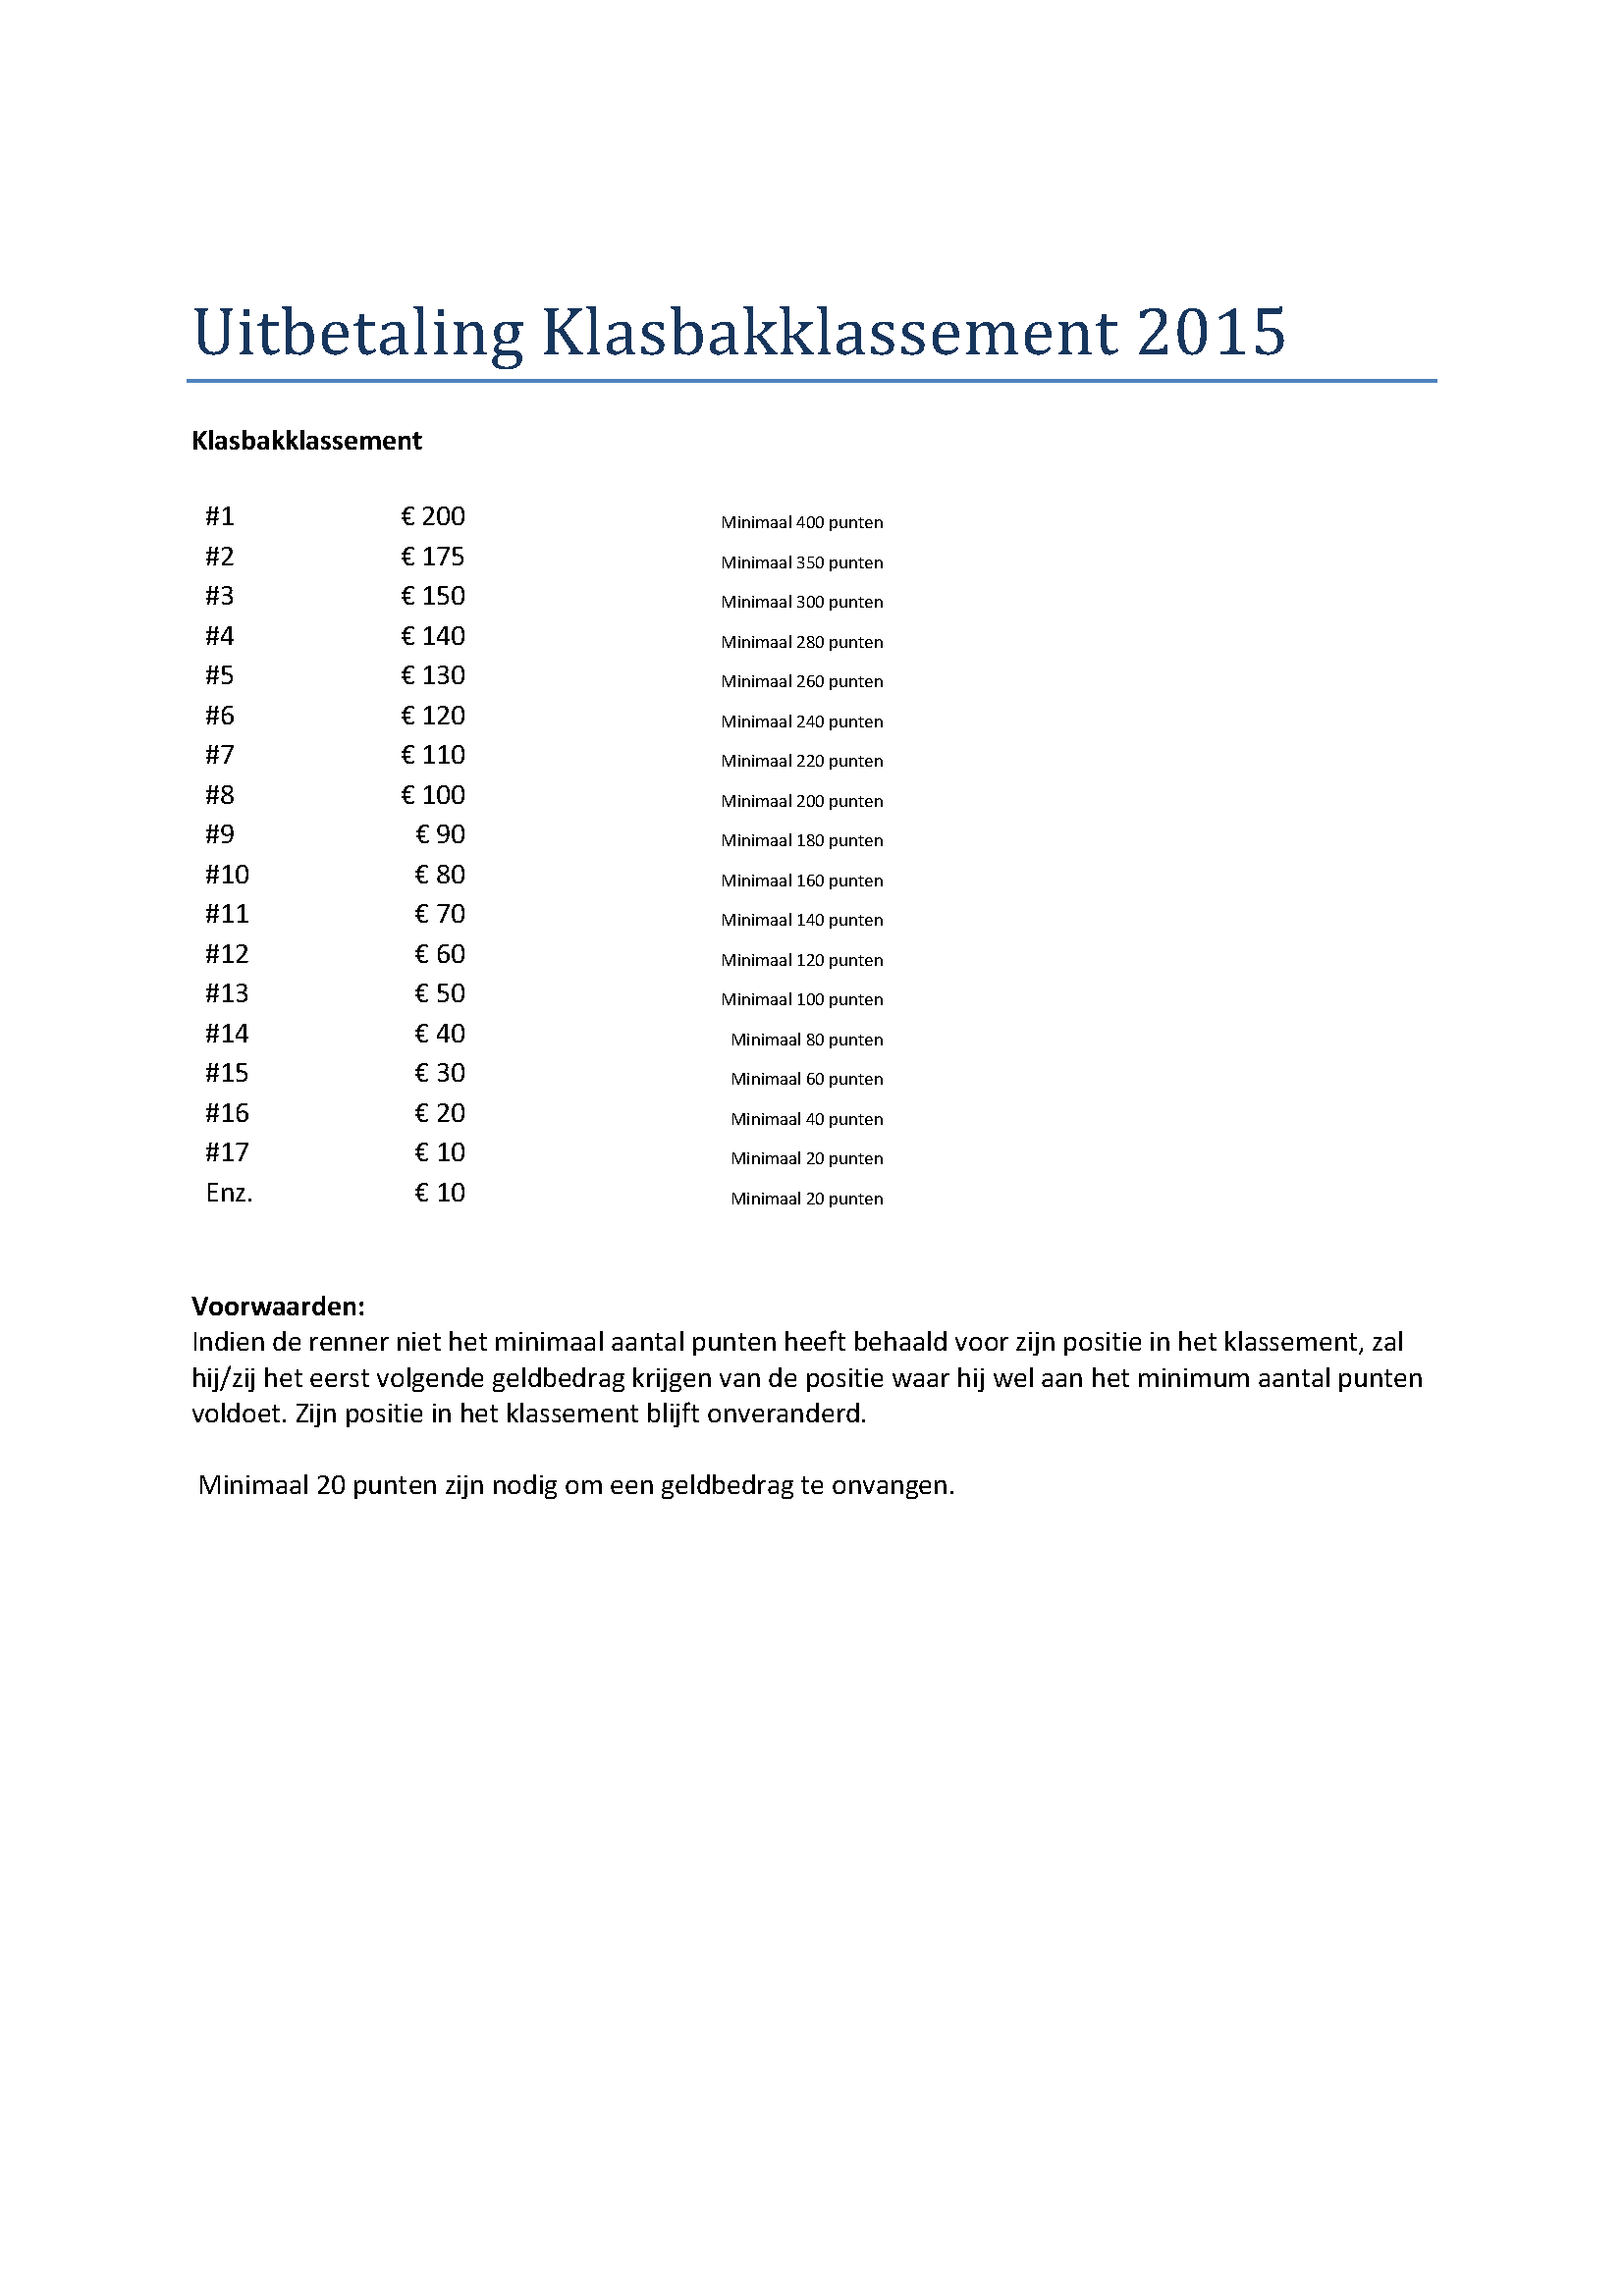 Uitbetaling Klasbakklassement 2015
Klasbakklassement
#1 € 200 Minimaal 400 punten
#2 € 175 Minimaal 350 punten
#3 € 150 Minimaal 300 punten
#4 € 140 Minimaal 280 punten
#5 € 130 Minimaal 260 punten
#6 € 120 Minimaal 240 punten
#7 € 110 Minimaal 220 punten
#8 € 100 Minimaal 200 punten
#9 € 90 Minimaal 180 punten
#10 € 80 Minimaal 160 punten
#11 € 70 Minimaal 140 punten
#12 € 60 Minimaal 120 punten
#13 € 50 Minimaal 100 punten
#14 € 40 Minimaal 80 punten
#15 € 30 Minimaal 60 punten
#16 € 20 Minimaal 40 punten
#17 € 10 Minimaal 20 punten
Enz. € 10 Minimaal 20 punten
Voorwaarden:
Indien de renner niet het minimaal aantal punten heeft behaald voor zijn positie in het klassement, zal
hij/zij het eerst volgende geldbedrag krijgen van de positie waar hij wel aan het minimum aantal punten
voldoet. Zijn positie in het klassement blijft onveranderd.
Minimaal 20 punten zijn nodig om een geldbedrag te onvangen.